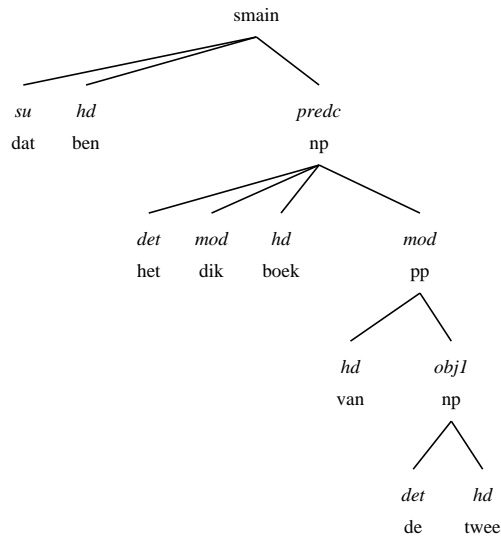 smain
su hd predc
dat ben np
det mod hd mod
het dik boek pp
hd obj1
van np
det hd
de twee